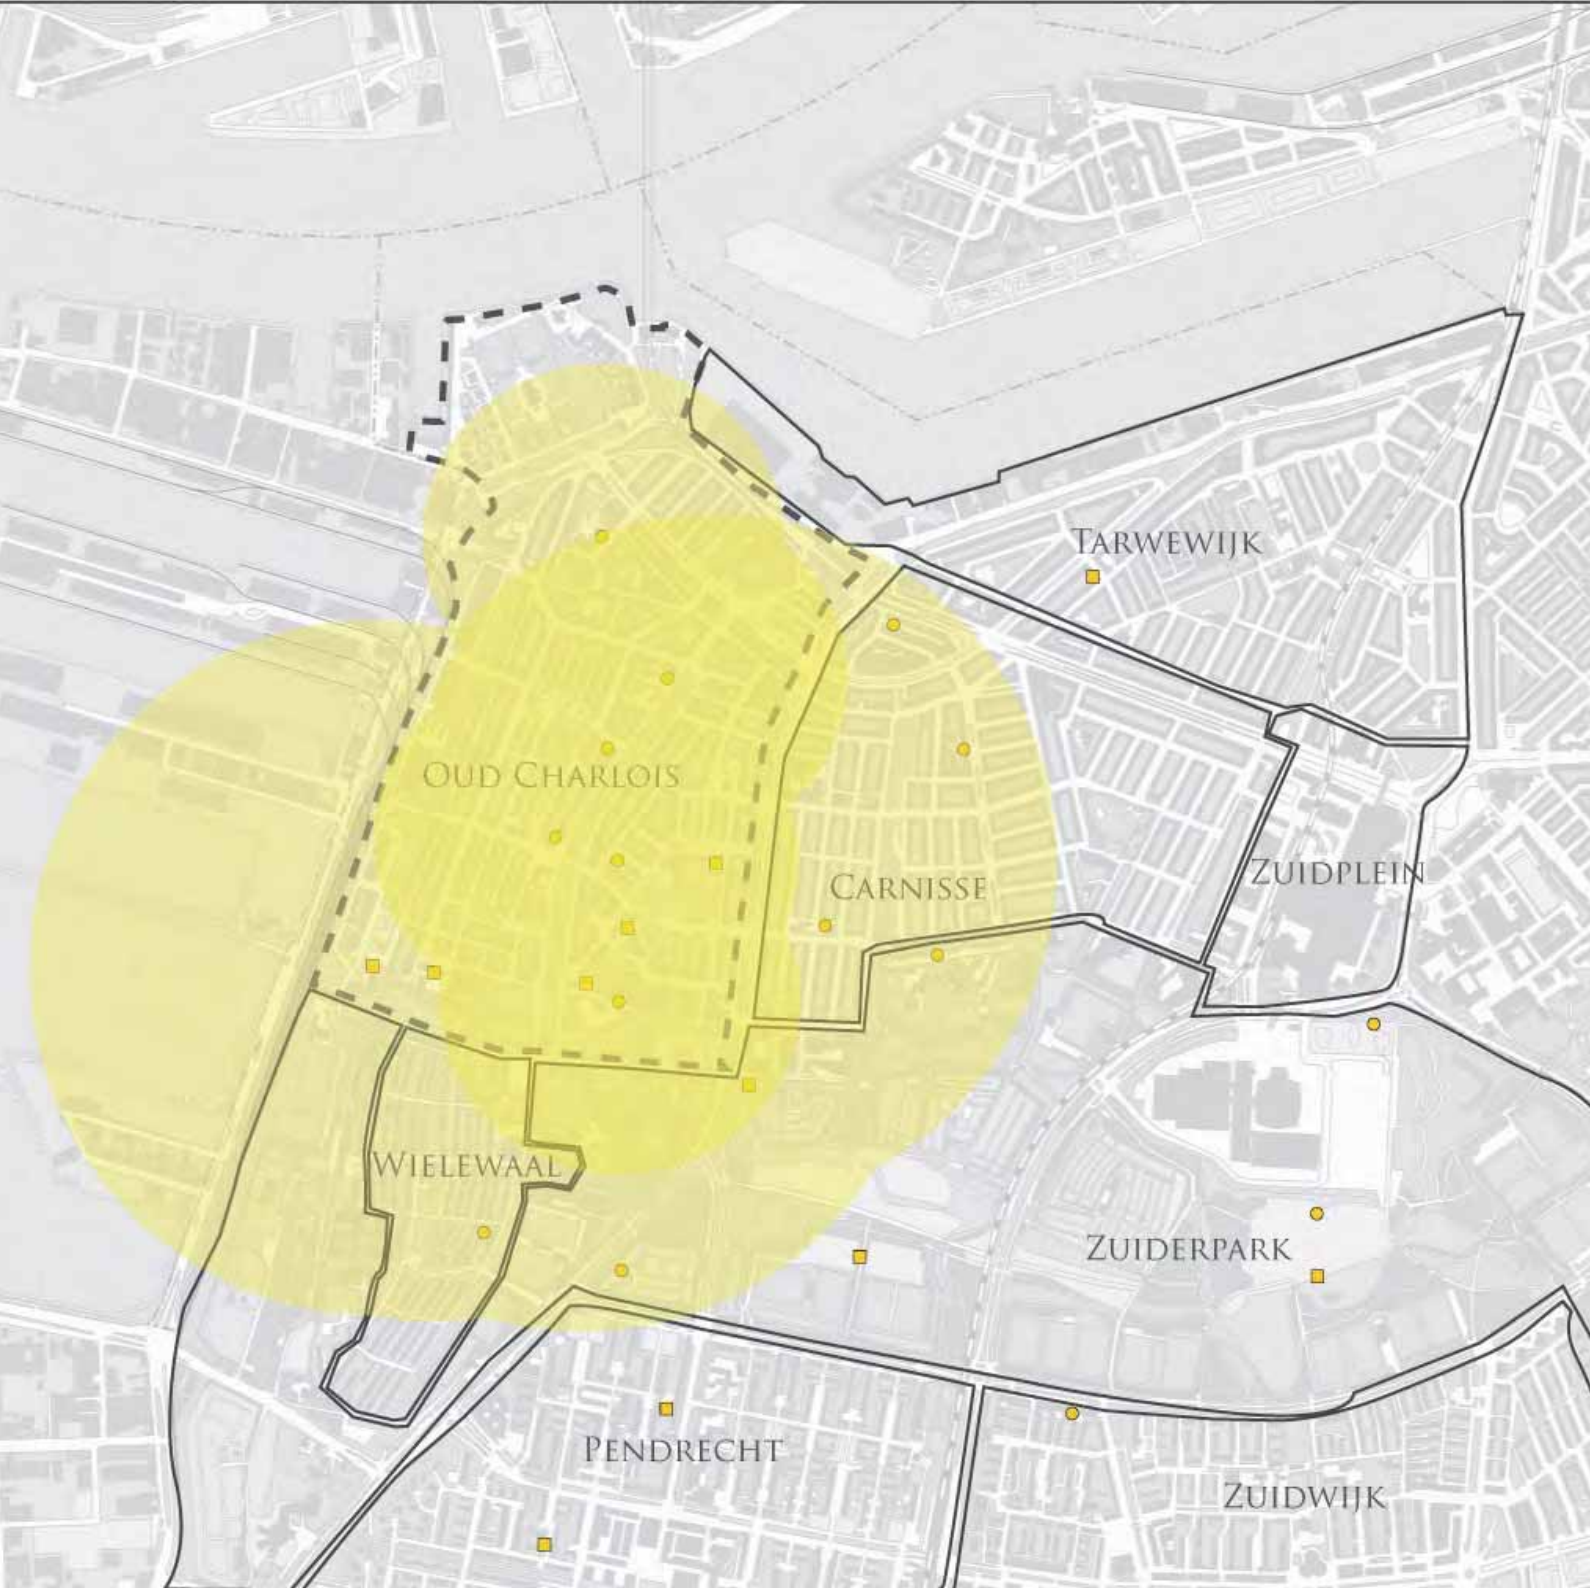 TARWEWIJK
OUD CHARLOIS
ZUIDPLEIN
CARNISSE
WIELEWAAL
ZUIDERPARK
PENDRECHT
ZUIDWIJK